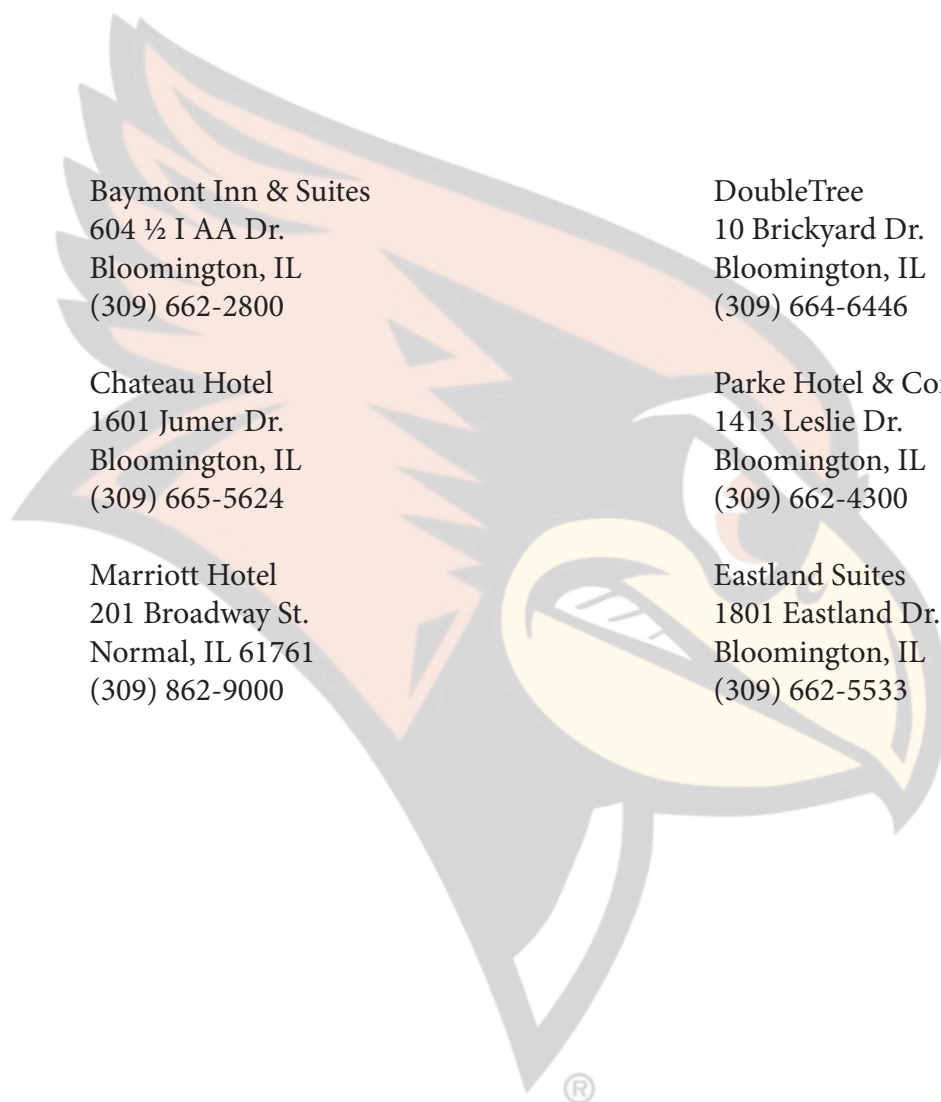 Baymont Inn & Suites
604 ½ I AA Dr.
Bloomington, IL
(309) 662-2800
Chateau Hotel
1601 Jumer Dr.
Bloomington, IL
(309) 665-5624
Marriott Hotel
201 Broadway St.
Normal, IL 61761
(309) 862-9000
DoubleTree
10 Brickyard Dr.
Bloomington, IL
(309) 664-6446
Parke Hotel &
1413 Leslie Dr.
Bloomington, IL
(309) 662-4300
Eastland Suites
1801 Eastland Dr.
Bloomington, IL
(309) 662-5533
®